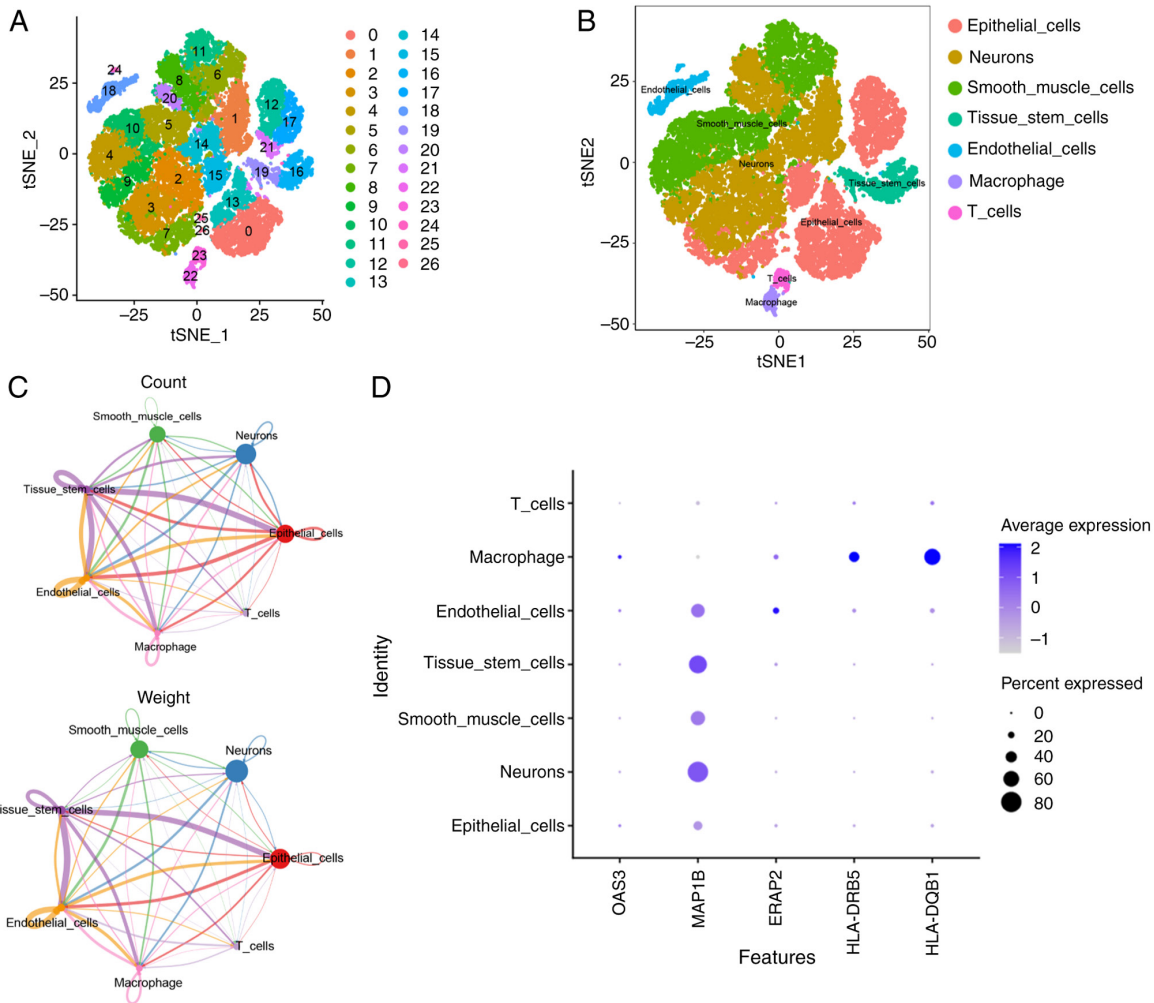 A
tSNE_2
25
0
−25
−50
−25
0
25
50
tSNE_1
0
1
2
3
4
5
6
7
8
9
10
11
12
13
14
15
16
17
18
19
20
21
22
23
24
25
26
0
1
2
3
4
5
6
7
8
9
10
11
12
13
14
15
16
17
18
19
20
21
22
23
24
25
26
B
tSNE2
25
0
−25
−50
−25
0
25
50
tSNE1
Endothelial_cells
Smooth_muscle_cells
Neurons
Tissue_stem_cells
Epithelial_cells
T_cells
Macrophage
Epithelial_cells
Neurons
Smooth_muscle_cells
Tissue_stem_cells
Endothelial_cells
Macrophage
T_cells
C
Count
Smooth_muscle_cells
Neurons
Tissue_stem_cells
Epithelial_cells
Endothelial_cells
T_cells
Macrophage
Weight
Smooth_muscle_cells
Neurons
issue_stem_cells
Epithelial_cells
Endothelial_cells
T_cells
Macrophage
D
Identity
T_cells
Macrophage
Endothelial_cells
Tissue_stem_cells
Smooth_muscle_cells
Neurons
Epithelial_cells
OAS3
MAP1B
ERAP2
HLA-DRB5
HLA-DQB1
Features
Average expression
2
1
0
−1
Percent expressed
0
20
40
60
80